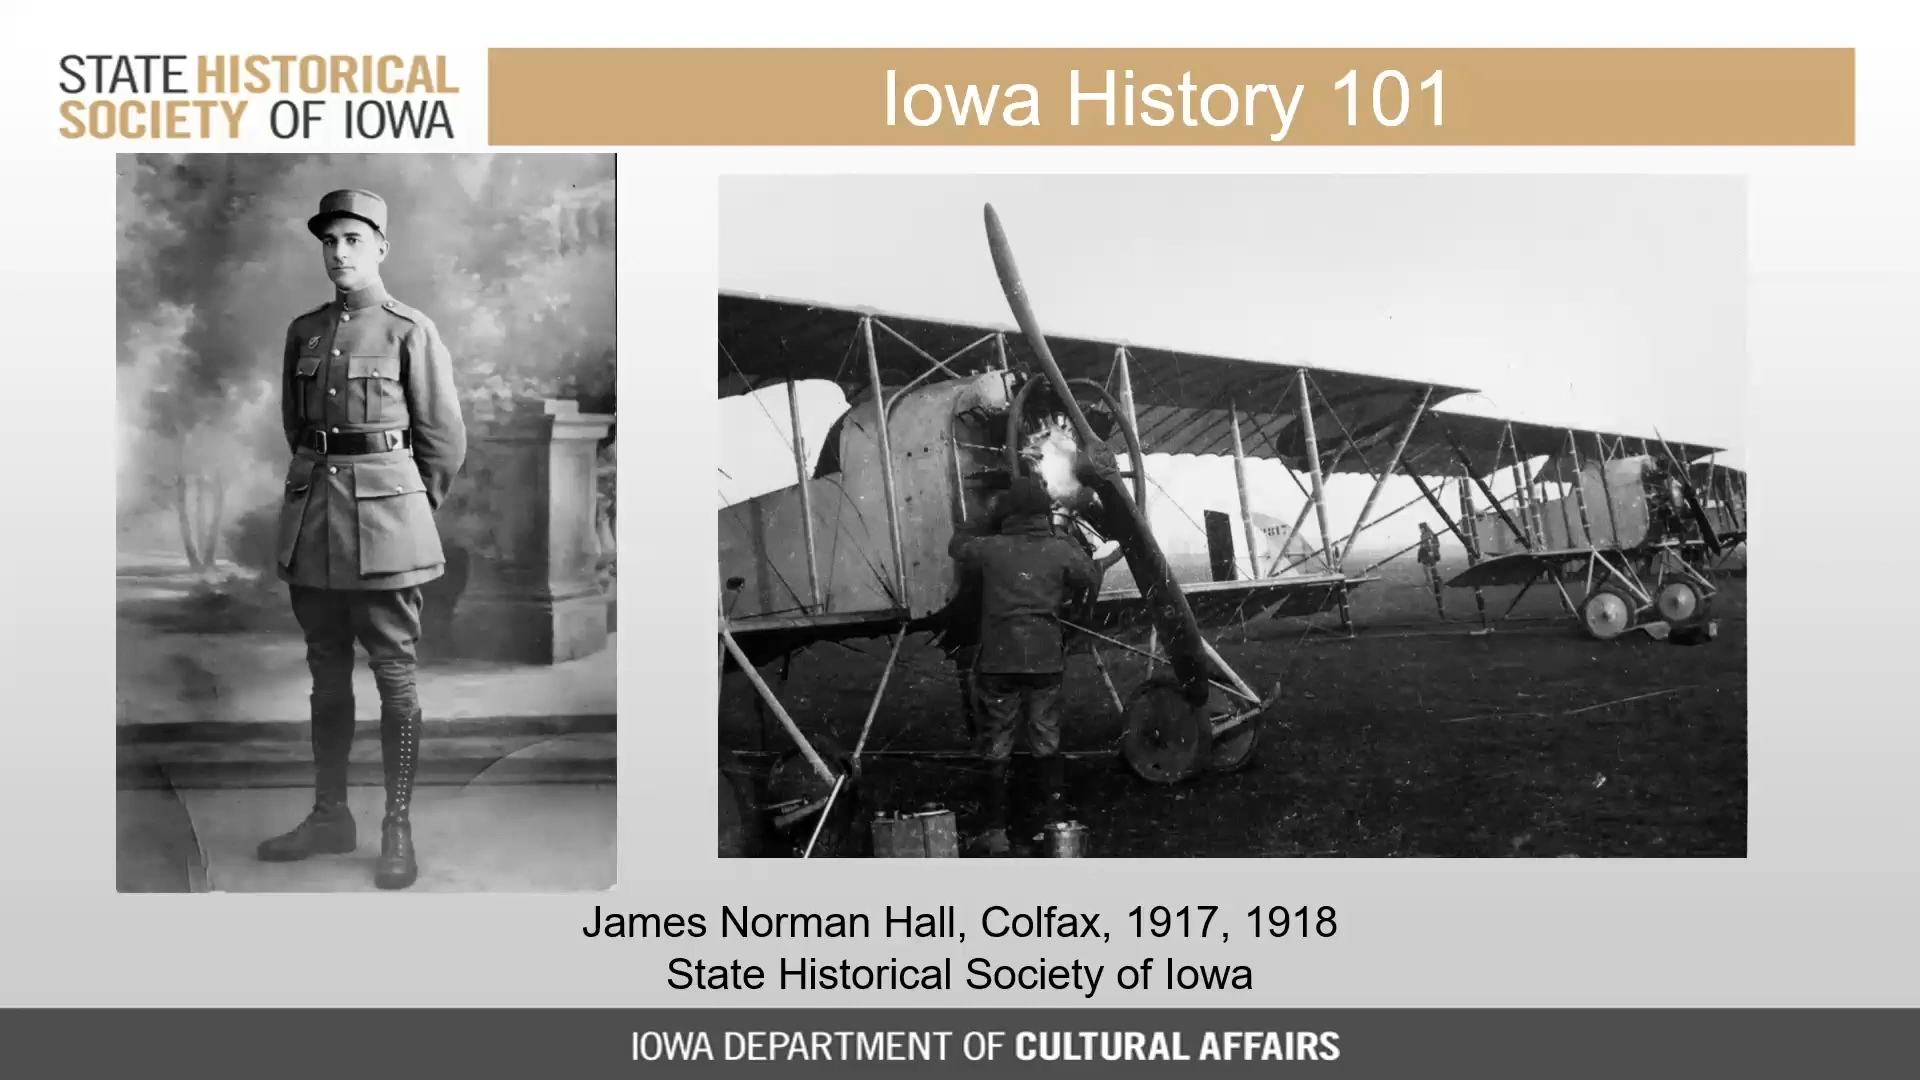 STATE HISTORICAL
SOCIETY OF IOWA
Iowa History 101
James Norman Hall, Colfax, 1917, 1918
State Historical Society of Iowa
IOWA DEPARTMENT OF CULTURAL AFFAIRS